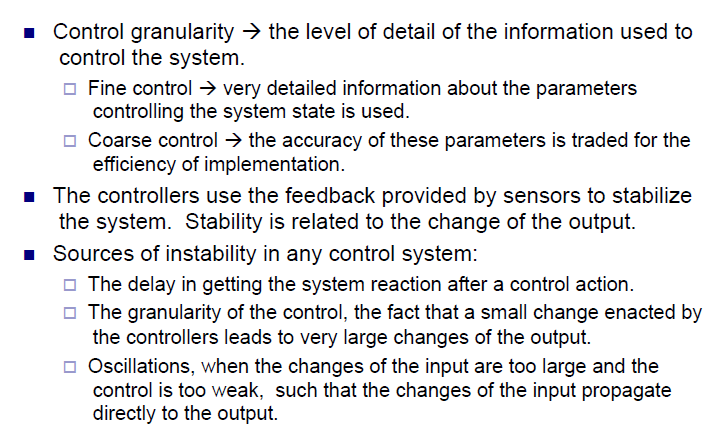 ■ Control granularity → the level of detail of the information used to
control the system.
□ Fine control → very detailed information about the parameters
controlling the system state is used.
□ Coarse control → the accuracy of these parameters is traded for the
efficiency of implementation.
■ The controllers use the feedback provided by sensors to stabilize
the system.  Stability is related to the change of the output.
■ Sources of instability in any control system:
□ The delay in getting the system reaction after a control action.
□ The granularity of the control, the fact that a small change enacted by
the controllers leads to very large changes of the output.
□ Oscillations, when the changes of the input are too large and the
control is too weak,  such that the changes of the input propagate
directly to the output.